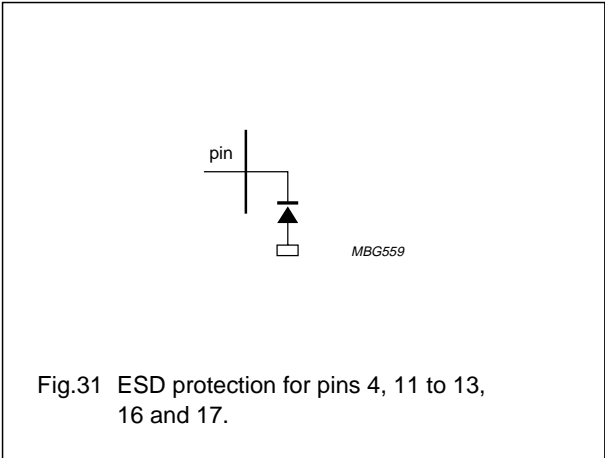 pin
MBG559
Fig.31 ESD protection for pins 4, 11 to 13,
16 and 17.